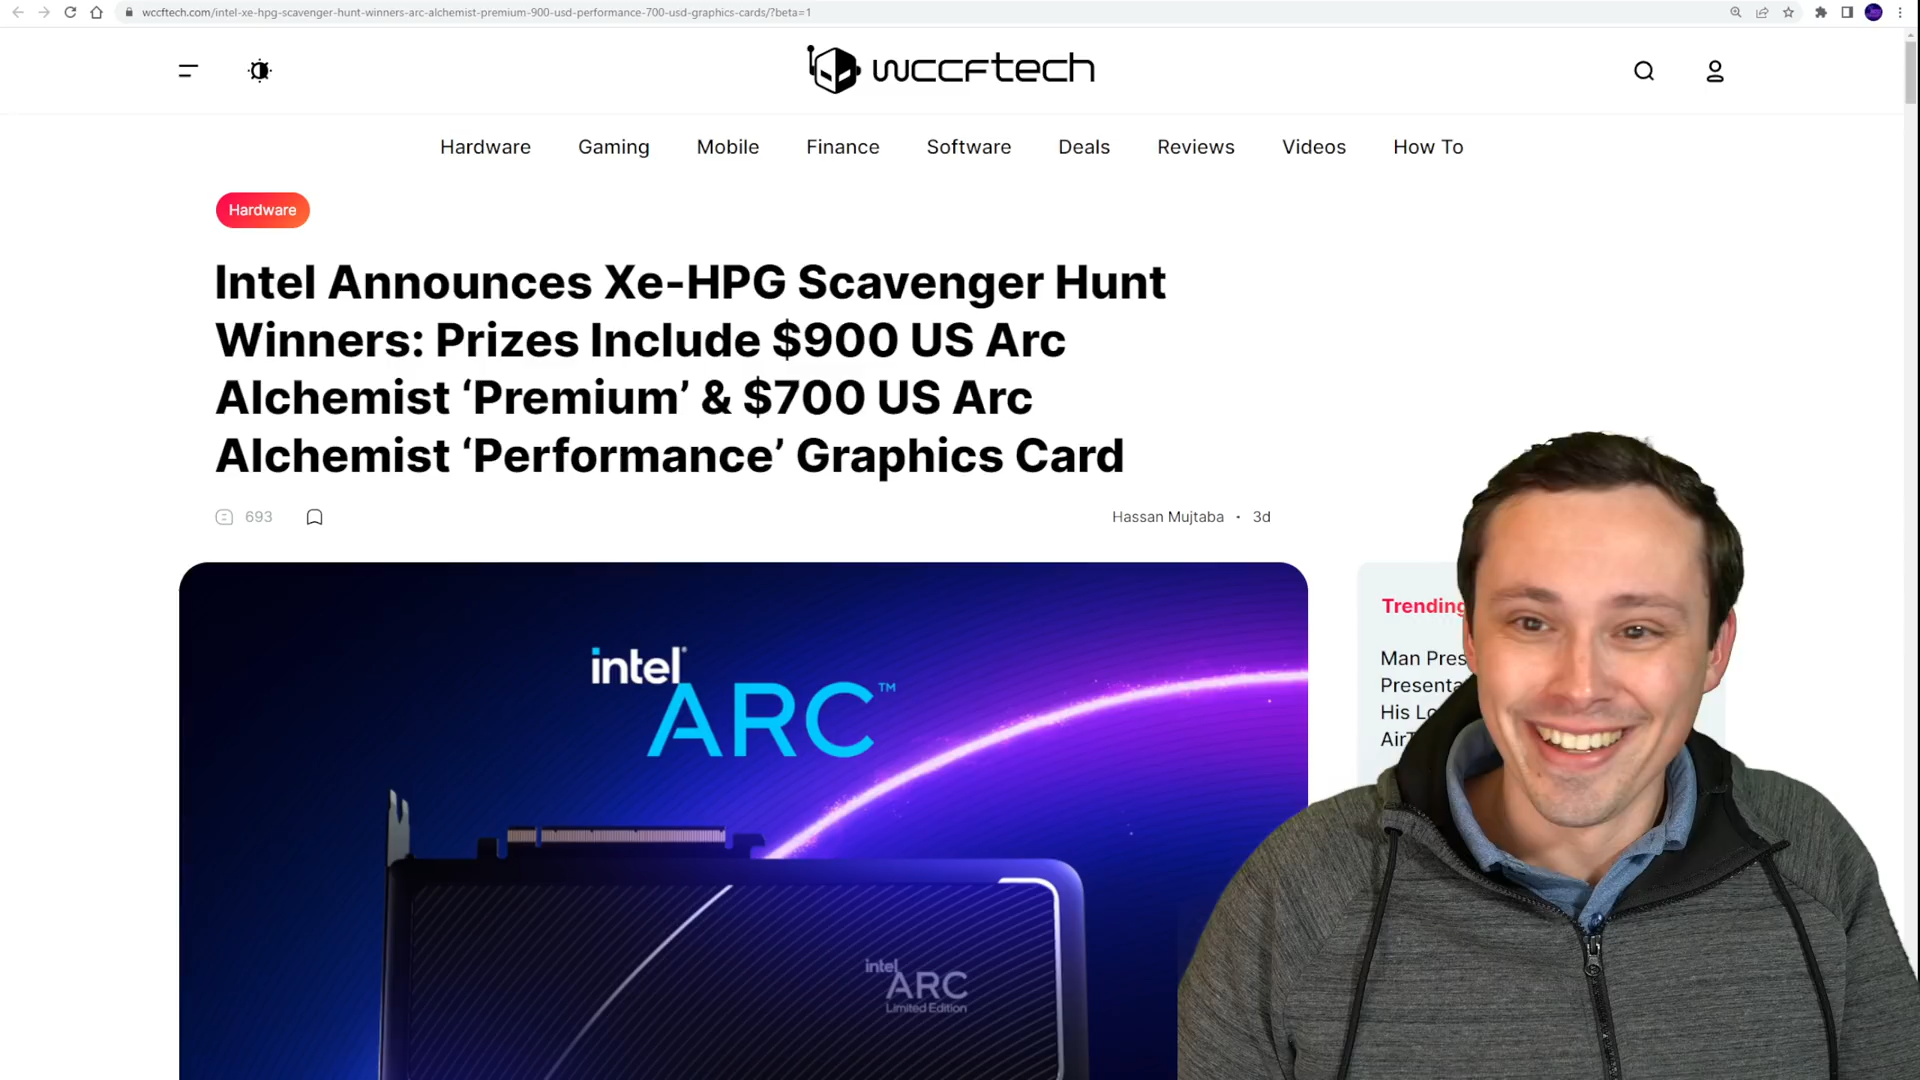 wccftech.com/intel-xe-hpg-scavenger-hunt-winners-arc-alchemist-premium-900-usd-performance-700-usd-graphics-cards/?beta=1
wccftech
Hardware Gaming Mobile Finance Software Deals Reviews Videos How To
Hardware
Intel Announces Xe-HPG Scavenger Hunt
Winners: Prizes Include $900 US Arc
Alchemist ‘Premium’ & $700 US Arc
Alchemist ‘Performance’ Graphics Card
693
Hassan Mujtaba • 3d
intel
ARC™
Trending
Man Pres
Presenta
His Lo
AirT
intel
ARC
Limited Edition